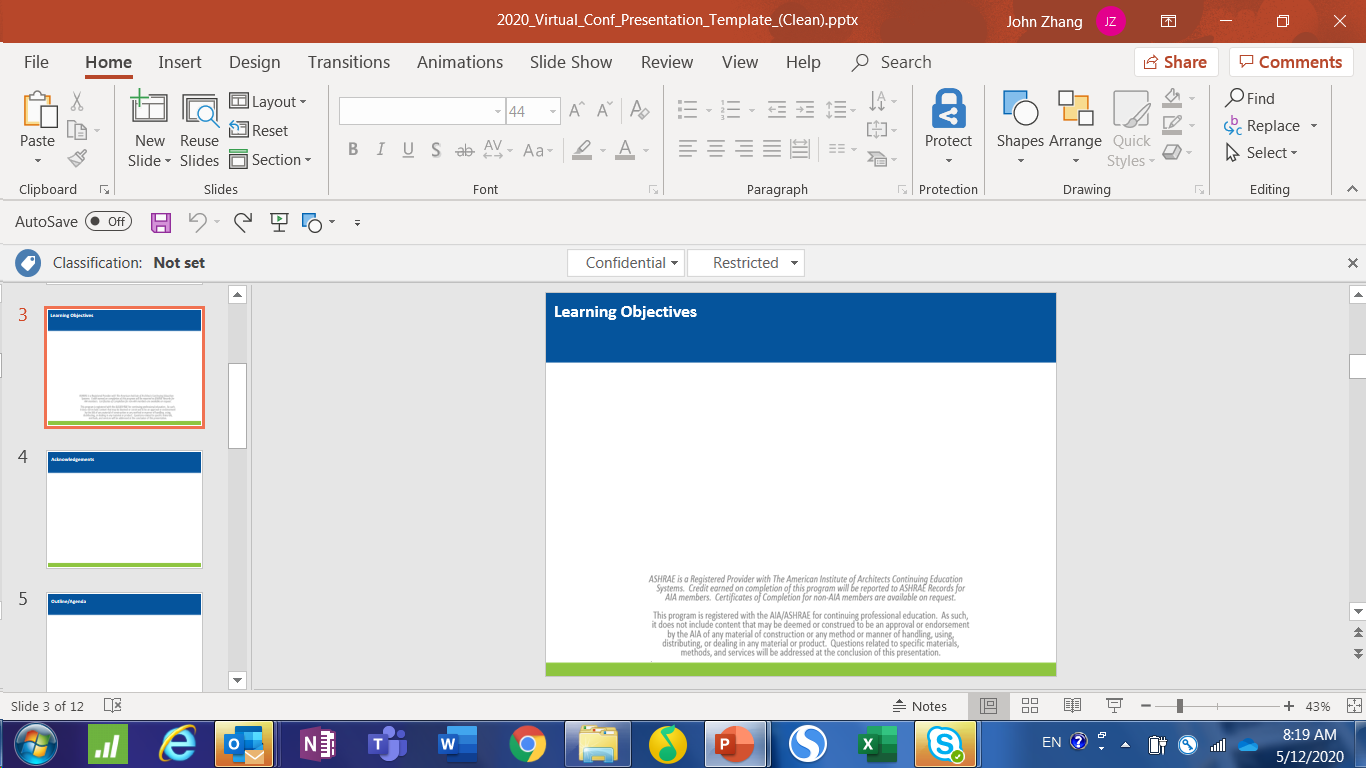 2020_Virtual_Conf_Presentation_Template_(Clean).pptx
John Zhang JZ
File Home Insert Design Transitions Animations Slide Show Review View Help Search Share Comments
Paste
New Slide
Reuse Slides
Layout
Reset
Section
44
B I U S ab AV Aa A
Protect
Shapes
Arrange
Quick Styles
Find
Replace
Select
Clipboard Slides Font Paragraph Protection Drawing Editing
AutoSave Off
Classification: Not set Confidential Restricted
3
Learning Objectives
4
Acknowledgements
5
Outline/Agenda
Learning Objectives
ASHRAE is a Registered Provider with The American Institute of Architects Continuing Education
Systems. Credit earned on completion of this program will be reported to ASHRAE Records for
AIA members. Certificates of Completion for non-AIA members are available on request.
This program is registered with the AIA/ASHRAE for continuing professional education. As such,
it does not include content that may be deemed or construed to be an approval or endorsement
by the AIA of any material of construction or any method or manner of handling, using,
distributing, or dealing in any material or product. Questions related to specific materials,
methods, and services will be addressed at the conclusion of this presentation.
Slide 3 of 12 Notes 43%
EN 8:19 AM
5/12/2020